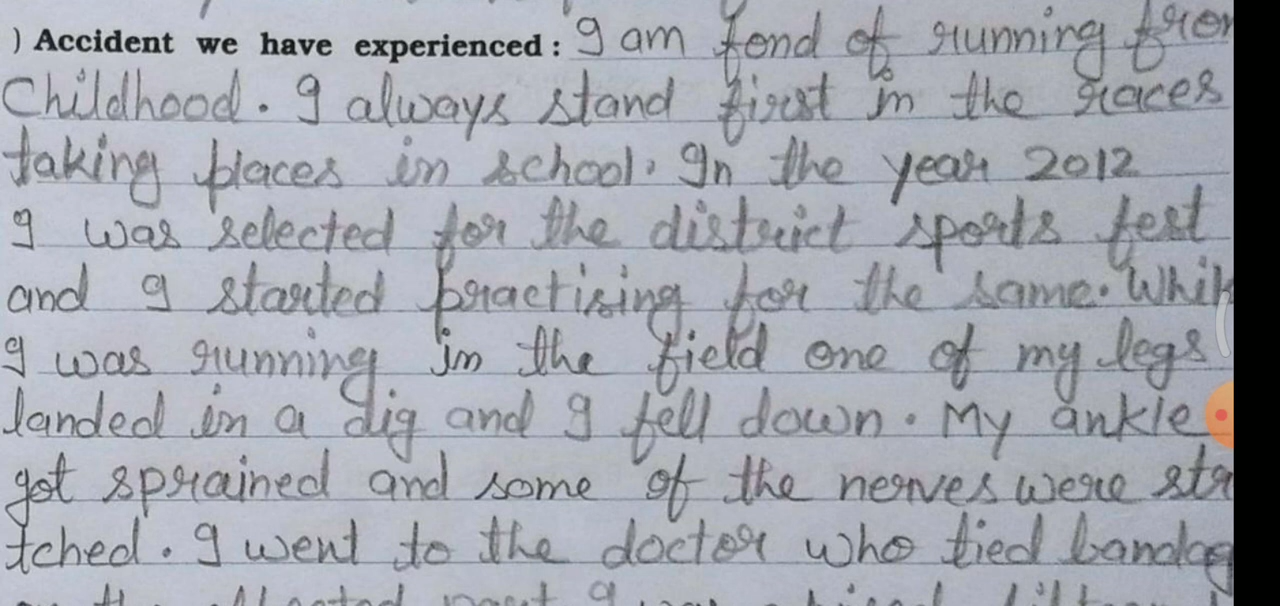 ) Accident we have experienced : I am fond of running from
Childhood. I always stand first in the races
taking places in school. In the year 2012
I was selected for the district sports fest
and I started practising for the same. Whil
I was running in the field one of my legs
landed in a dig and I fell down. My ankle
got sprained and some of the nerves were str
tched. I went to the doctor who tied bandag